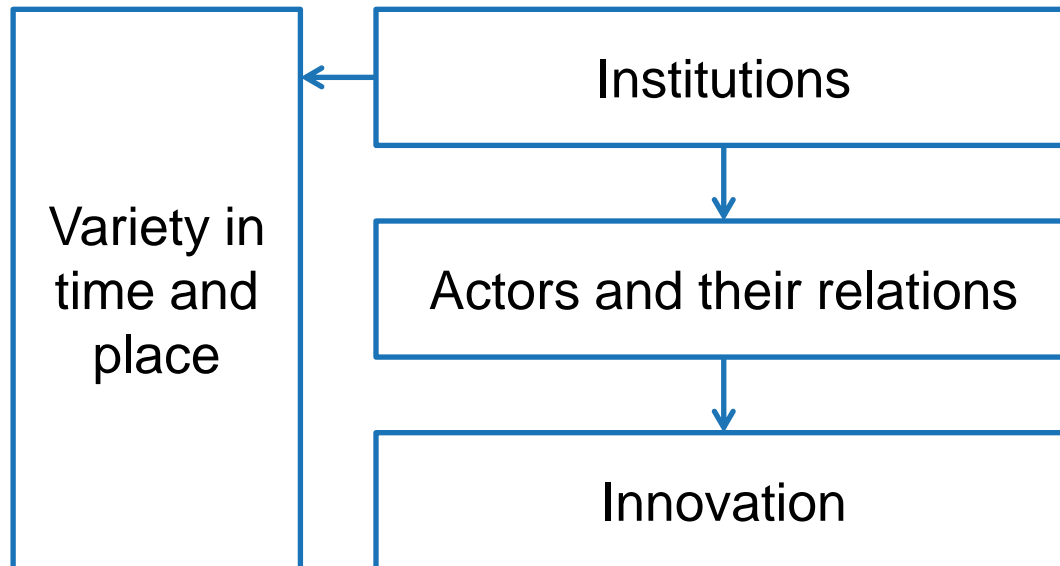 Institutions
Variety in
time and
place
Actors and their relations
Innovation